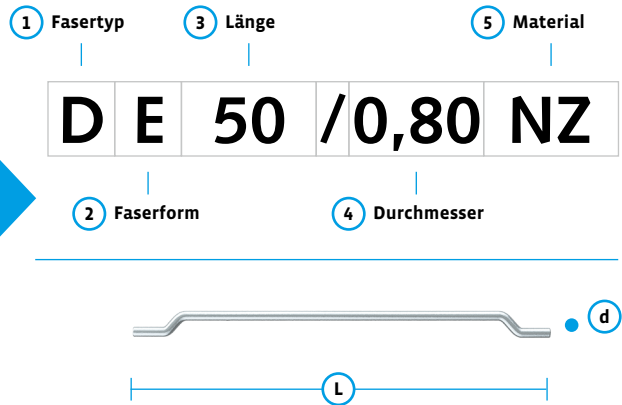 1 Fasertyp 3 Länge 5 Material
D E 50 /0,80 NZ
2 Faserform 4 Durchmesser
d
L